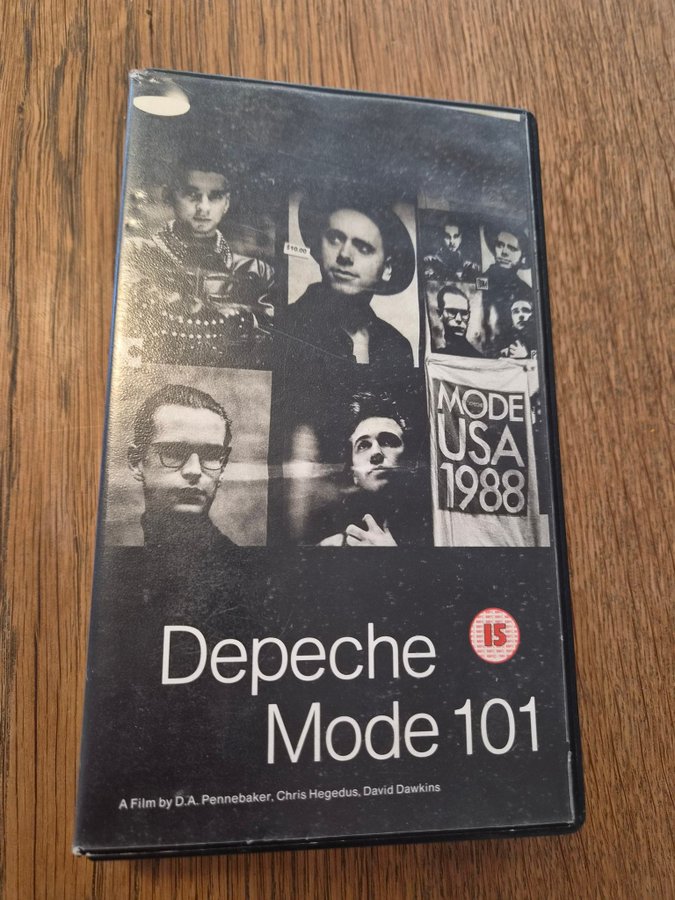 $10.00
MODE
USA
1988
15
Depeche
Mode 101
A Film by D.A. Pennebaker, Chris Hegedus, David Dawkins